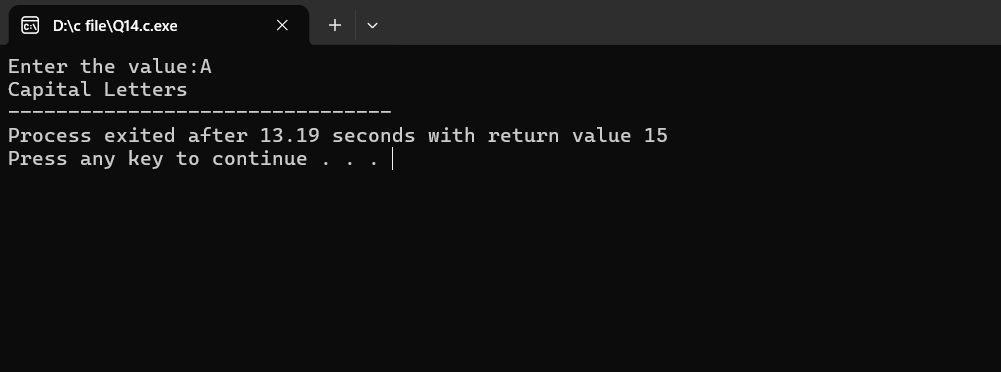 D:\c file\Q14.c.exe
Enter the value:A
Capital Letters
--------------------------------
Process exited after 13.19 seconds with return value 15
Press any key to continue . . .